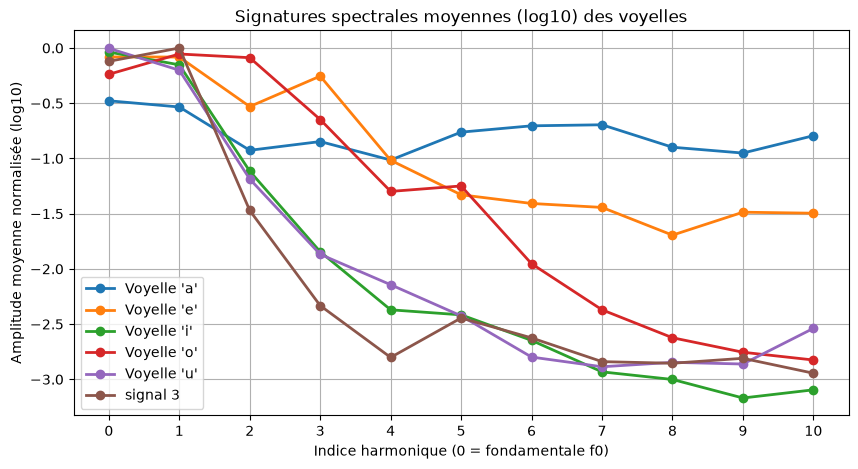 Signatures spectrales moyennes (log10) des voyelles
Amplitude moyenne normalisée (log10)
0.0
−0.5
−1.0
−1.5
−2.0
−2.5
−3.0
Voyelle 'a'
Voyelle 'e'
Voyelle 'i'
Voyelle 'o'
Voyelle 'u'
signal 3
0 1 2 3 4 5 6 7 8 9 10
Indice harmonique (0 = fondamentale f0)